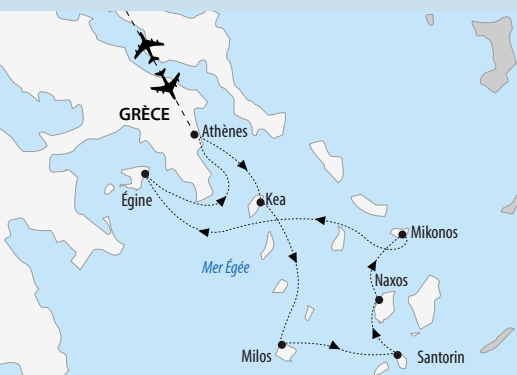 GRÈCE
Athènes
Égine
Kea
Mikonos
Mer Égée
Naxos
Milos
Santorin